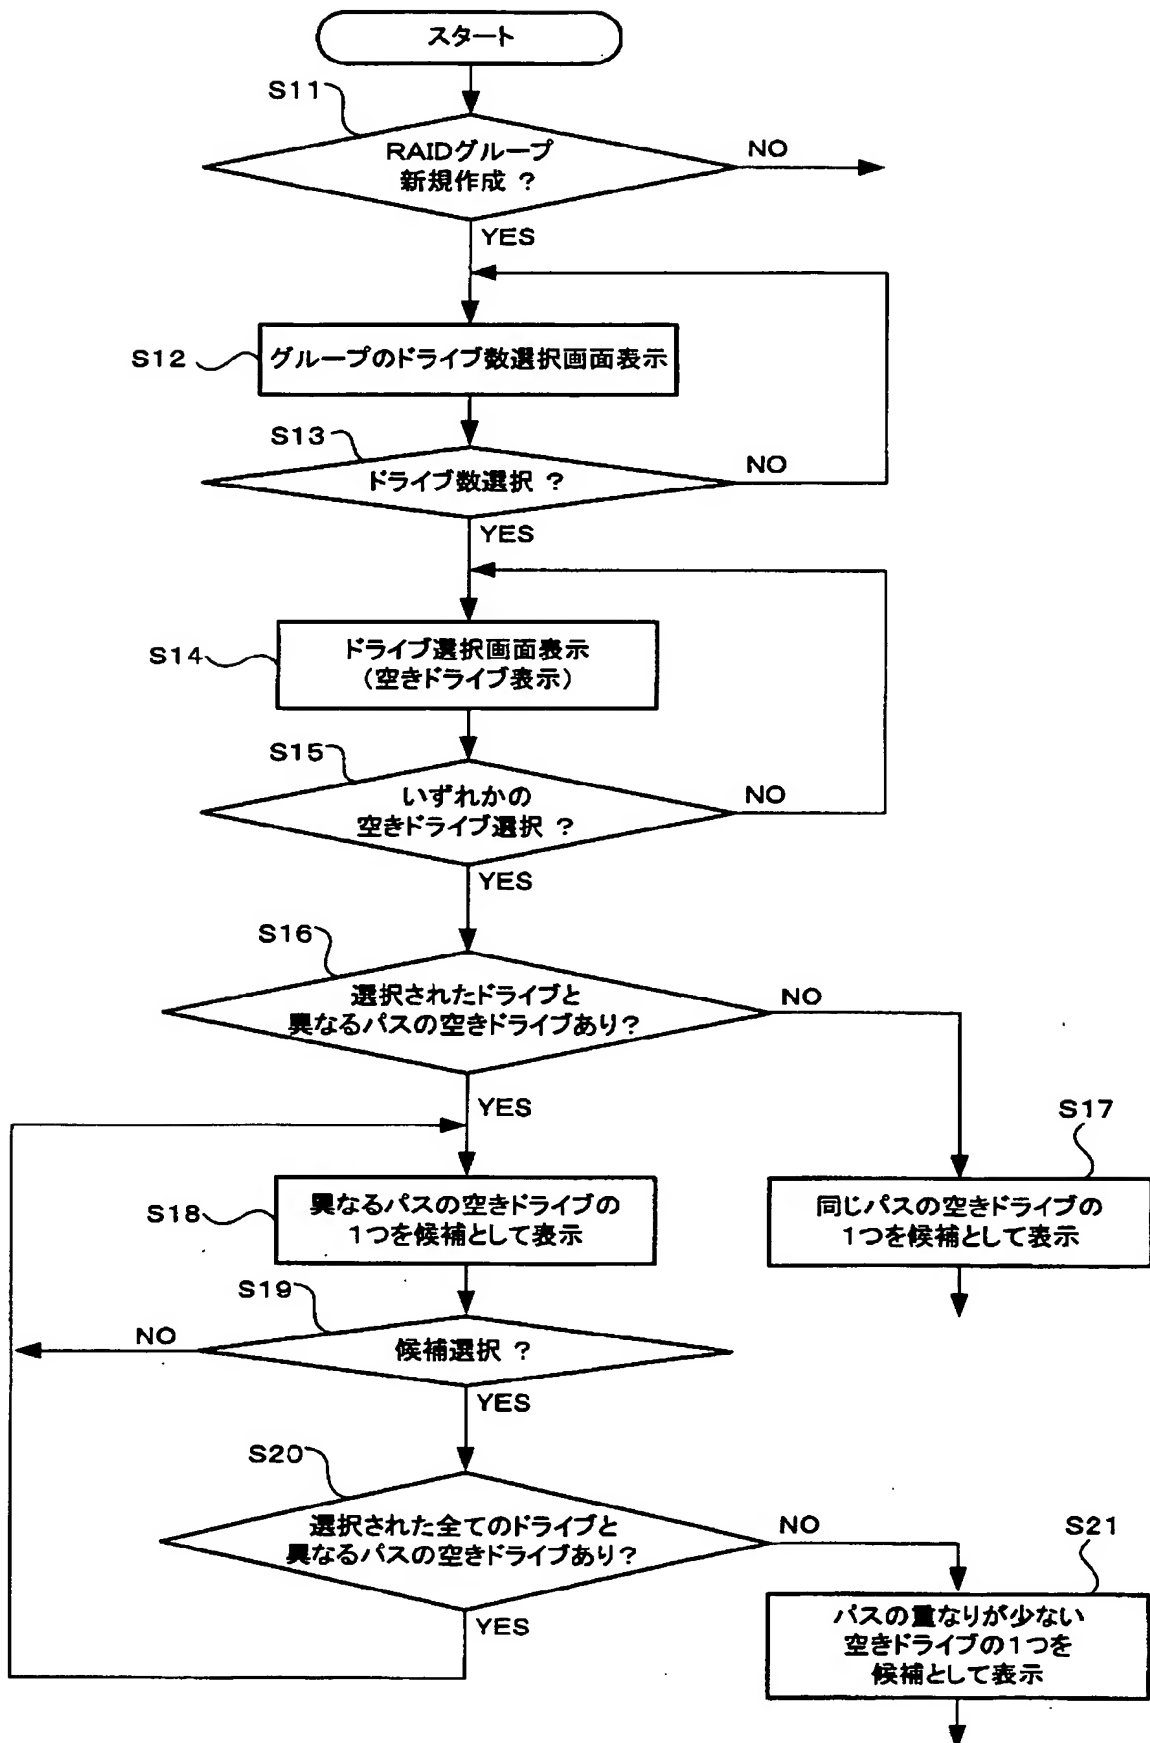 スタート
S11
RAIDグループ
新規作成 ?
NO
YES
S12
グループのドライブ数選択画面表示
S13
ドライブ数選択 ?
NO
YES
S14
ドライブ選択画面表示
(空きドライブ表示)
S15
いずれかの
空きドライブ選択 ?
NO
YES
S16
選択されたドライブと
異なるパスの空きドライブあり?
NO
YES
S17
同じパスの空きドライブの
1つを候補として表示
S18
異なるパスの空きドライブの
1つを候補として表示
S19
候補選択 ?
NO
YES
S20
選択された全てのドライブと
異なるパスの空きドライブあり?
NO
YES
S21
パスの重なりが少ない
空きドライブの1つを
候補として表示